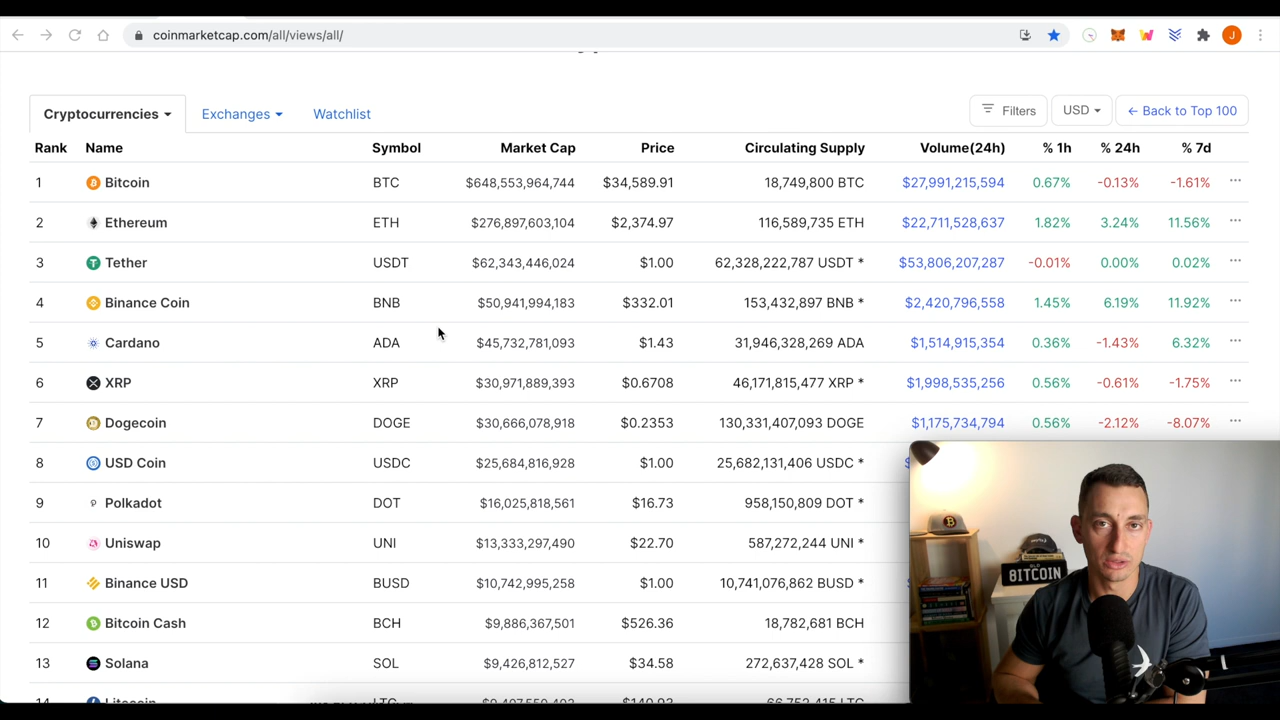 coinmarketcap.com/all/views/all/
J
Cryptocurrencies Exchanges Watchlist Filters USD ← Back to Top 100
Rank Name Symbol Market Cap Price Circulating Supply Volume(24h) % 1h % 24h % 7d
1 Bitcoin BTC $648,553,964,744 $34,589.91 18,749,800 BTC $27,991,215,594 0.67% -0.13% -1.61%
2 Ethereum ETH $276,897,603,104 $2,374.97 116,589,735 ETH $22,711,528,637 1.82% 3.24% 11.56%
3 Tether USDT $62,343,446,024 $1.00 62,328,222,787 USDT * $53,806,207,287 -0.01% 0.00% 0.02%
4 Binance Coin BNB $50,941,994,183 $332.01 153,432,897 BNB * $2,420,796,558 1.45% 6.19% 11.92%
5 Cardano ADA $45,732,781,093 $1.43 31,946,328,269 ADA $1,514,915,354 0.36% -1.43% 6.32%
6 XRP XRP $30,971,889,393 $0.6708 46,171,815,477 XRP * $1,998,535,256 0.56% -0.61% -1.75%
7 Dogecoin DOGE $30,666,078,918 $0.2353 130,331,407,093 DOGE $1,175,734,794 0.56% -2.12% -8.07%
8 USD Coin USDC $25,684,816,928 $1.00 25,682,131,406 USDC *
9 Polkadot DOT $16,025,818,561 $16.73 958,150,809 DOT *
10 Uniswap UNI $13,333,297,490 $22.70 587,272,244 UNI *
11 Binance USD BUSD $10,742,995,258 $1.00 10,741,076,862 BUSD *
12 Bitcoin Cash BCH $9,886,367,501 $526.36 18,782,681 BCH
13 Solana SOL $9,426,812,527 $34.58 272,637,428 SOL *
BITCOIN